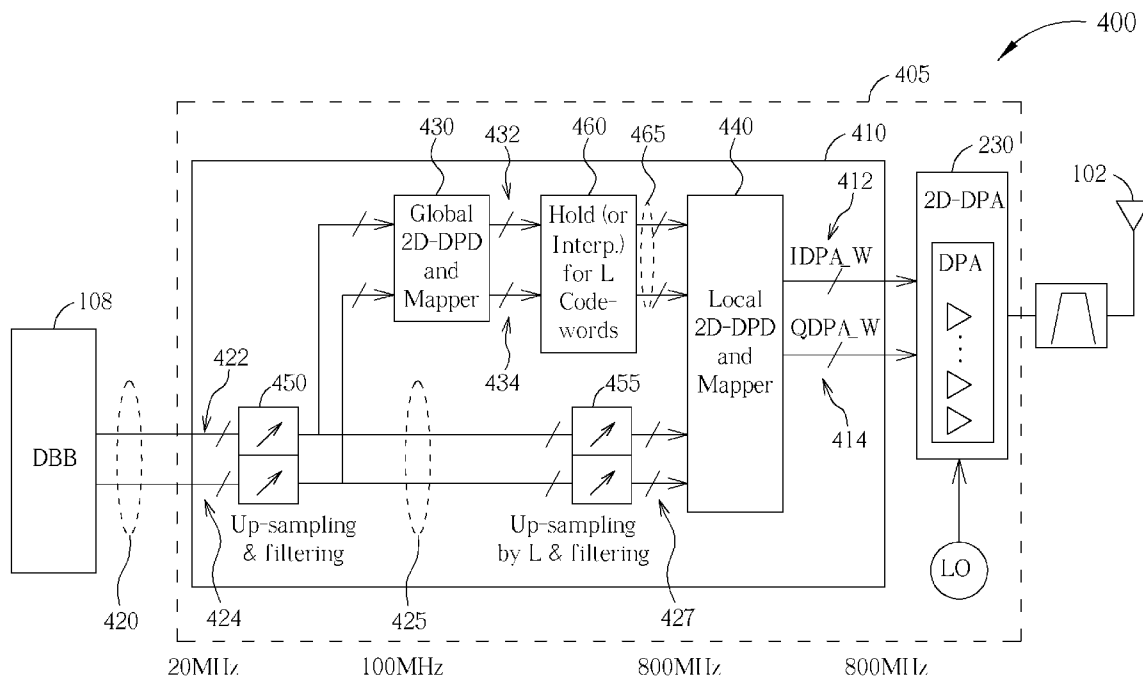 400
405
430
432
460
465
440
410
412
230
102
Global
2D-DPD
and
Mapper
Hold (or
Interp.)
for L
Code-
words
Local
2D-DPD
and
Mapper
IDPA_W
QDPA_W
2D-DPA
DPA
108
422
450
434
455
414
DBB
Up-sampling
& filtering
Up-sampling
by L & filtering
LO
420
424
425
427
20MHz
100MHz
800MHz
800MHz